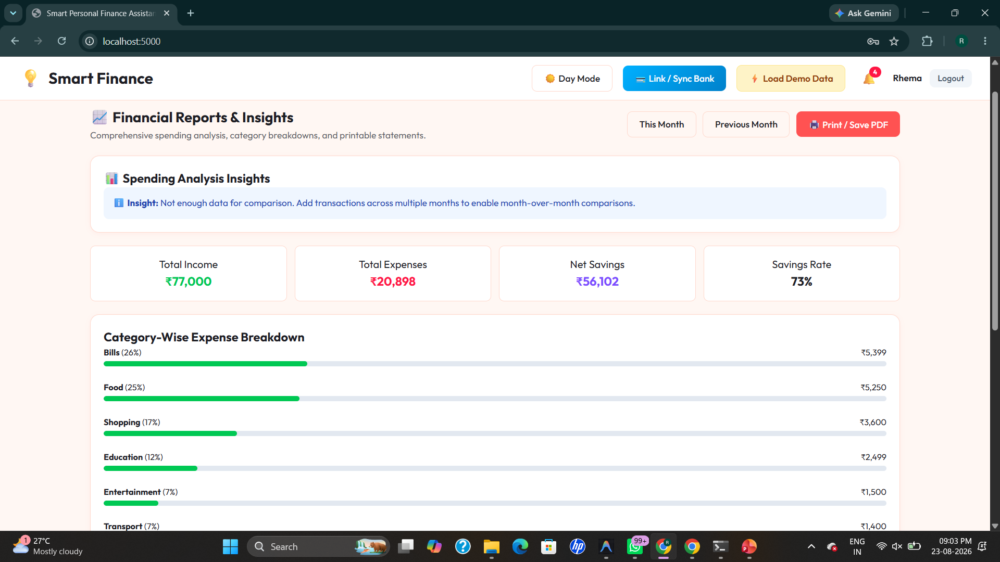 Smart Personal Finance Assistan
Ask Gemini
localhost:5000
R
Smart Finance
Day Mode
Link / Sync Bank
Load Demo Data
4
Rhema
Logout
Financial Reports & Insights
Comprehensive spending analysis, category breakdowns, and printable statements.
This Month
Previous Month
Print / Save PDF
Spending Analysis Insights
Insight: Not enough data for comparison. Add transactions across multiple months to enable month-over-month comparisons.
Total Income
₹77,000
Total Expenses
₹20,898
Net Savings
₹56,102
Savings Rate
73%
Category-Wise Expense Breakdown
Bills (26%) ₹5,399
Food (25%) ₹5,250
Shopping (17%) ₹3,600
Education (12%) ₹2,499
Entertainment (7%) ₹1,500
Transport (7%) ₹1,400
1
27°C
Mostly cloudy
Search
hp
99+
R
P
ENG
IN
09:03 PM
23-08-2026